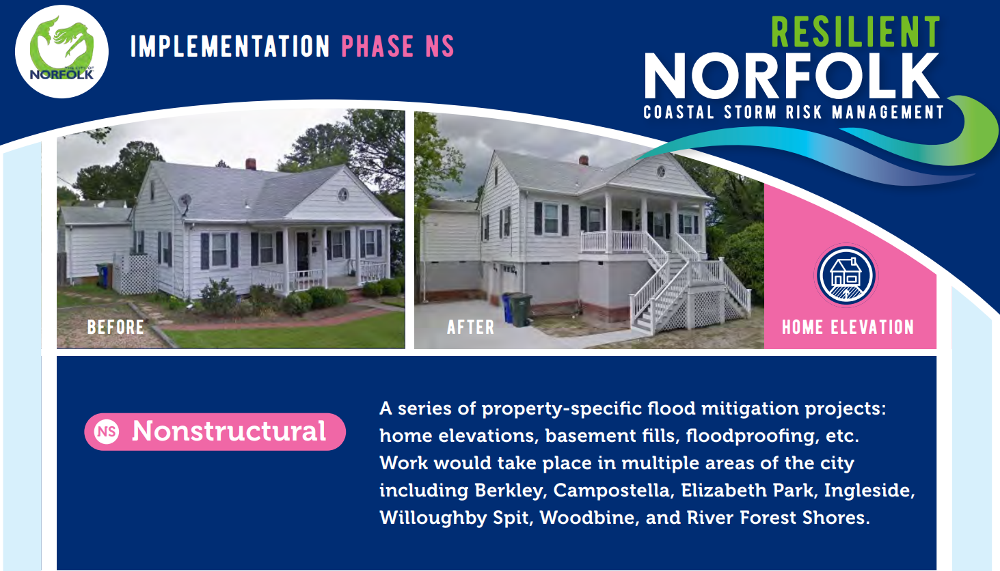 THE CITY OF
NORFOLK
IMPLEMENTATION PHASE NS
RESILIENT
NORFOLK
COASTAL STORM RISK MANAGEMENT
BEFORE
AFTER
HOME ELEVATION
NS Nonstructural
A series of property-specific flood mitigation projects:
home elevations, basement fills, floodproofing, etc.
Work would take place in multiple areas of the city
including Berkley, Campostella, Elizabeth Park, Ingleside,
Willoughby Spit, Woodbine, and River Forest Shores.